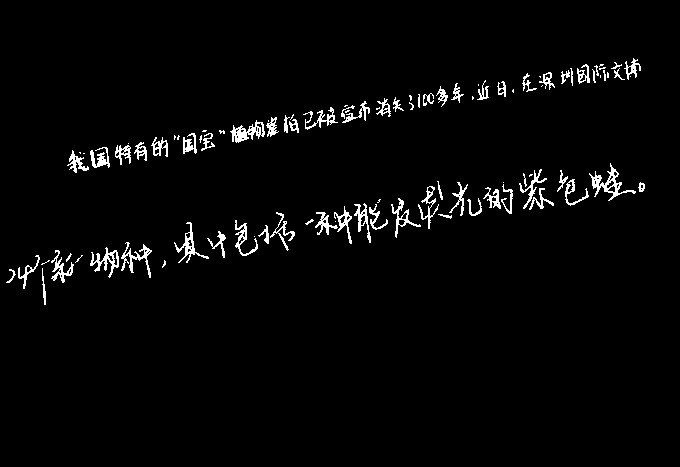 我国特有的“国宝”植物崖柏已被宣布消失了100多年,近日,在深圳国际文博
24个新物种,其中包括一种能发荧光的紫色蛙。